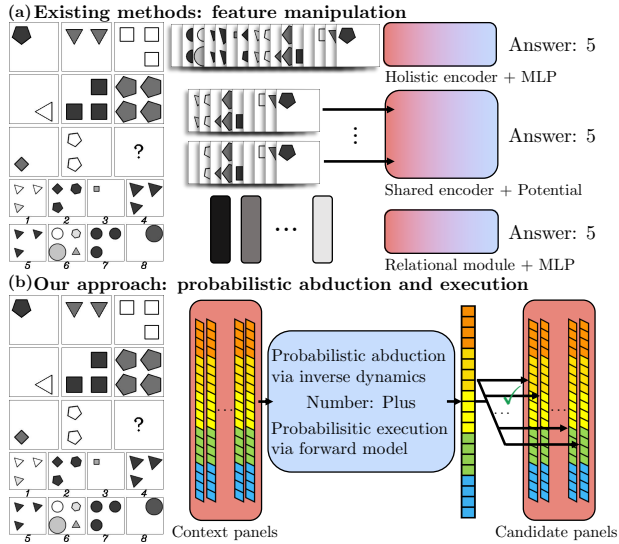 (a) Existing methods: feature manipulation
Answer: 5
Holistic encoder + MLP
?
Answer: 5
Shared encoder + Potential
1 2 3 4
Answer: 5
5 6 7 8
Relational module + MLP
(b) Our approach: probabilistic abduction and execution
Probabilistic abduction
via inverse dynamics
Number: Plus
?
Probabilisitic execution
via forward model
1 2 3 4
5 6 7 8
Context panels
Candidate panels